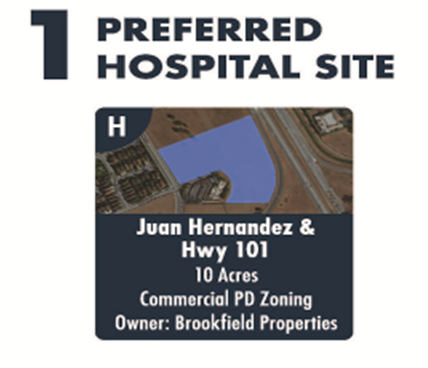 1 PREFERRED
HOSPITAL SITE
H
Juan Hernandez &
Hwy 101
10 Acres
Commercial PD Zoning
Owner: Brookfield Properties